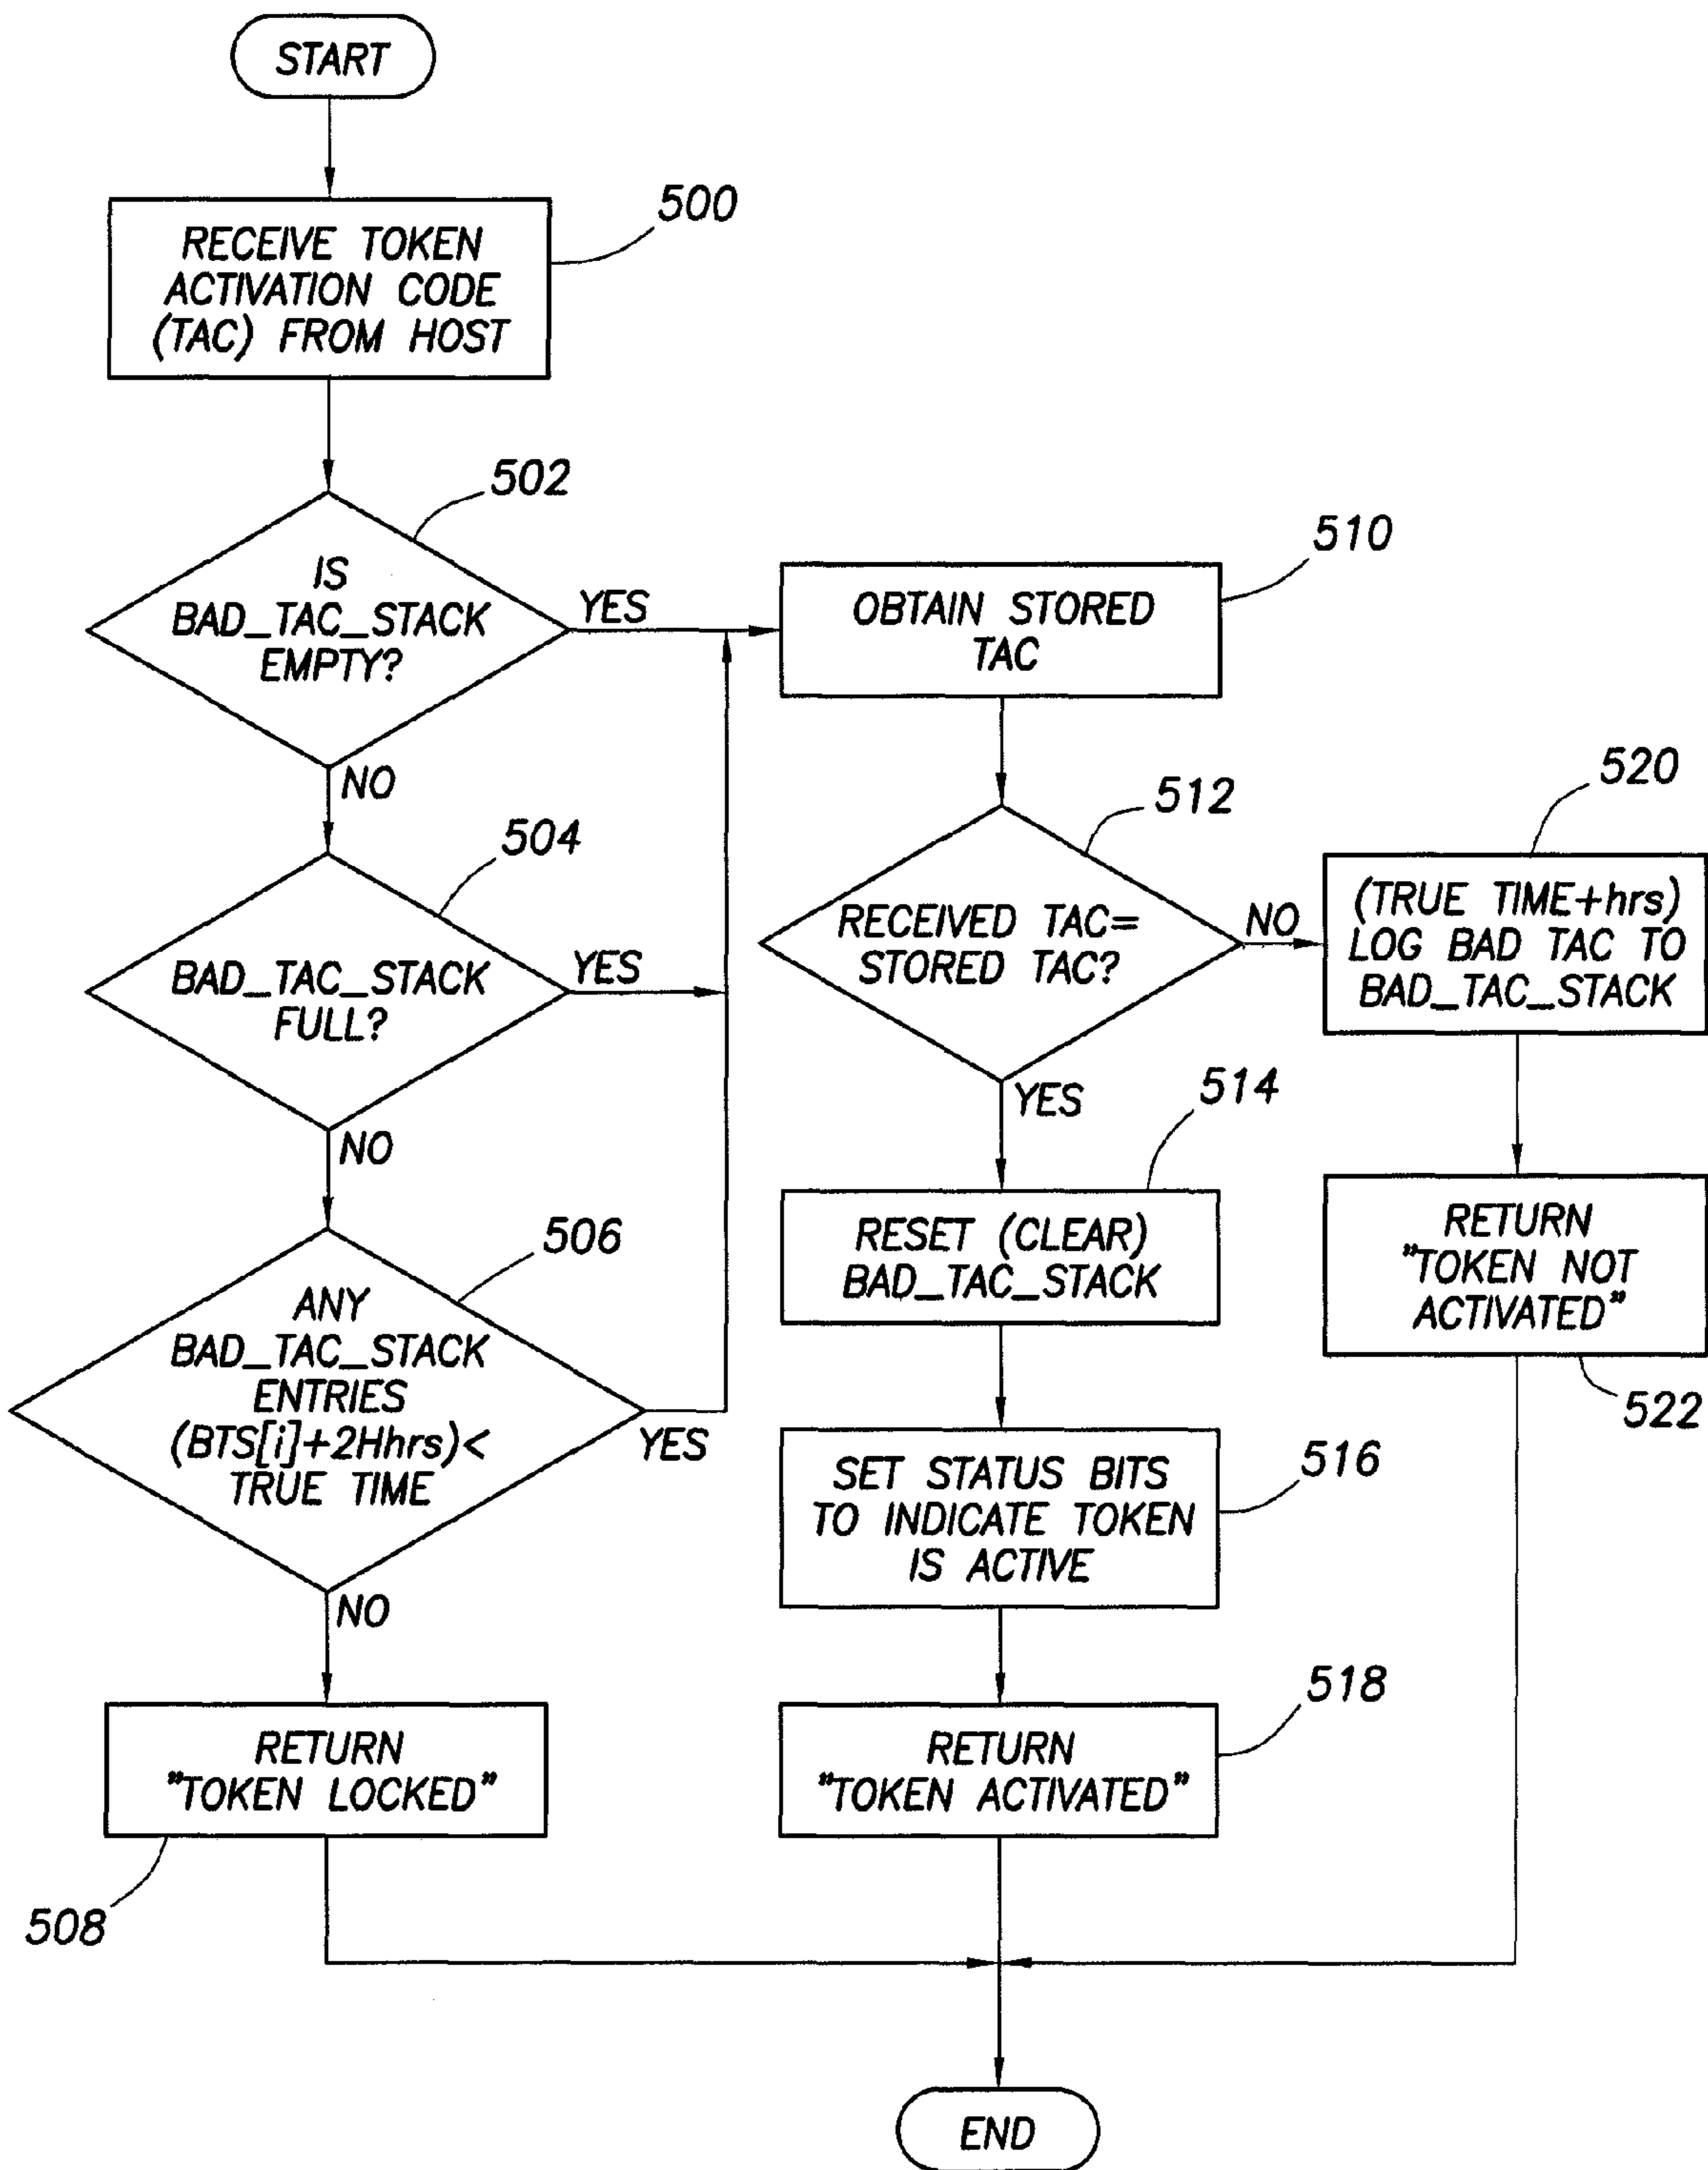 START
500
RECEIVE TOKEN
ACTIVATION CODE
(TAC) FROM HOST
502
IS
BAD_TAC_STACK
EMPTY?
YES
NO
504
BAD_TAC_STACK
FULL?
YES
NO
506
ANY
BAD_TAC_STACK
ENTRIES
(BTS[i]+2Hhrs)<
TRUE TIME
YES
NO
RETURN
"TOKEN LOCKED"
508
510
OBTAIN STORED
TAC
512
RECEIVED TAC=
STORED TAC?
NO
YES
514
RESET (CLEAR)
BAD_TAC_STACK
516
SET STATUS BITS
TO INDICATE TOKEN
IS ACTIVE
518
RETURN
"TOKEN ACTIVATED"
520
(TRUE TIME+hrs)
LOG BAD TAC TO
BAD_TAC_STACK
RETURN
"TOKEN NOT
ACTIVATED"
522
END